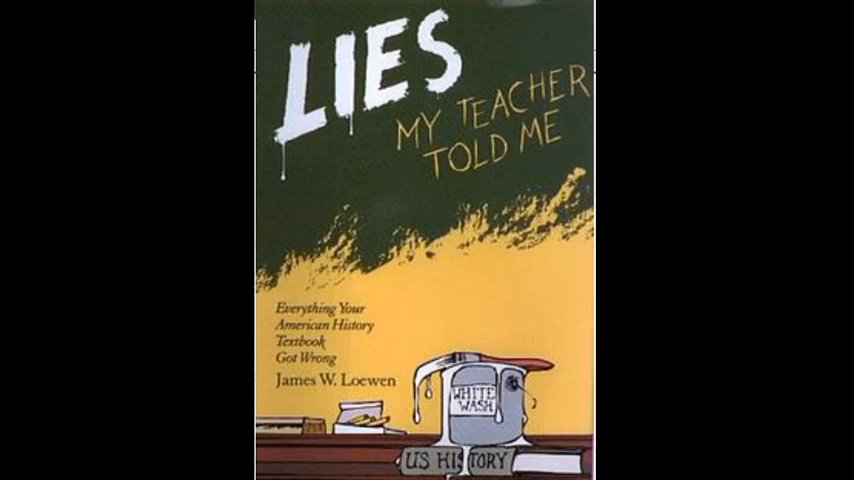 LIES
MY TEACHER
TOLD ME
Everything Your
American History
Textbook
Got Wrong
James W. Loewen
WHITE
WASH
US HISTORY